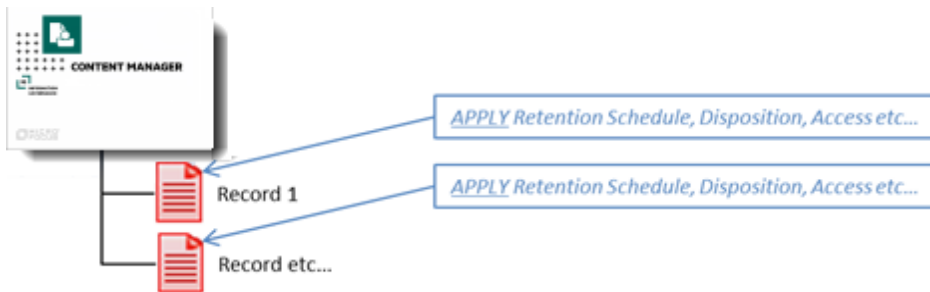 CONTENT MANAGER
APPLY Retention Schedule, Disposition, Access etc...
Record 1
APPLY Retention Schedule, Disposition, Access etc...
Record etc...